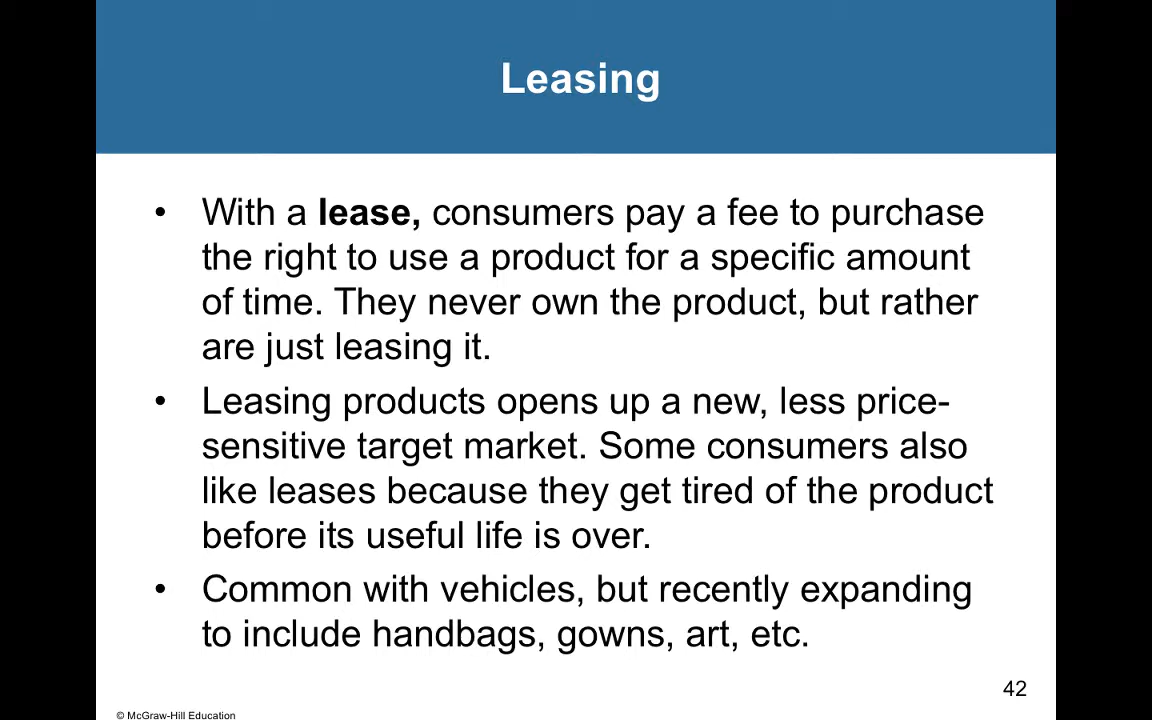 Leasing
• With a lease, consumers pay a fee to purchase
the right to use a product for a specific amount
of time. They never own the product, but rather
are just leasing it.
• Leasing products opens up a new, less price-
sensitive target market. Some consumers also
like leases because they get tired of the product
before its useful life is over.
• Common with vehicles, but recently expanding
to include handbags, gowns, art, etc.
42
© McGraw-Hill Education